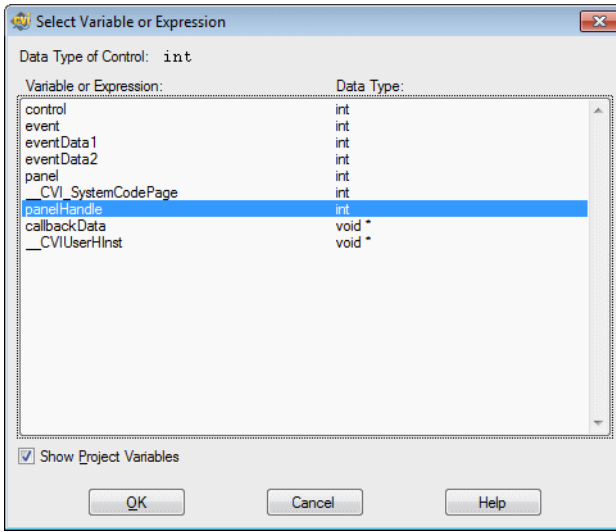 Select Variable or Expression
Data Type of Control: int
Variable or Expression: Data Type:
control int
event int
eventData1 int
eventData2 int
panel int
__CVI_SystemCodePage int
panelHandle int
callbackData void *
__CVIUserHInst void *
Show Project Variables
OK Cancel Help